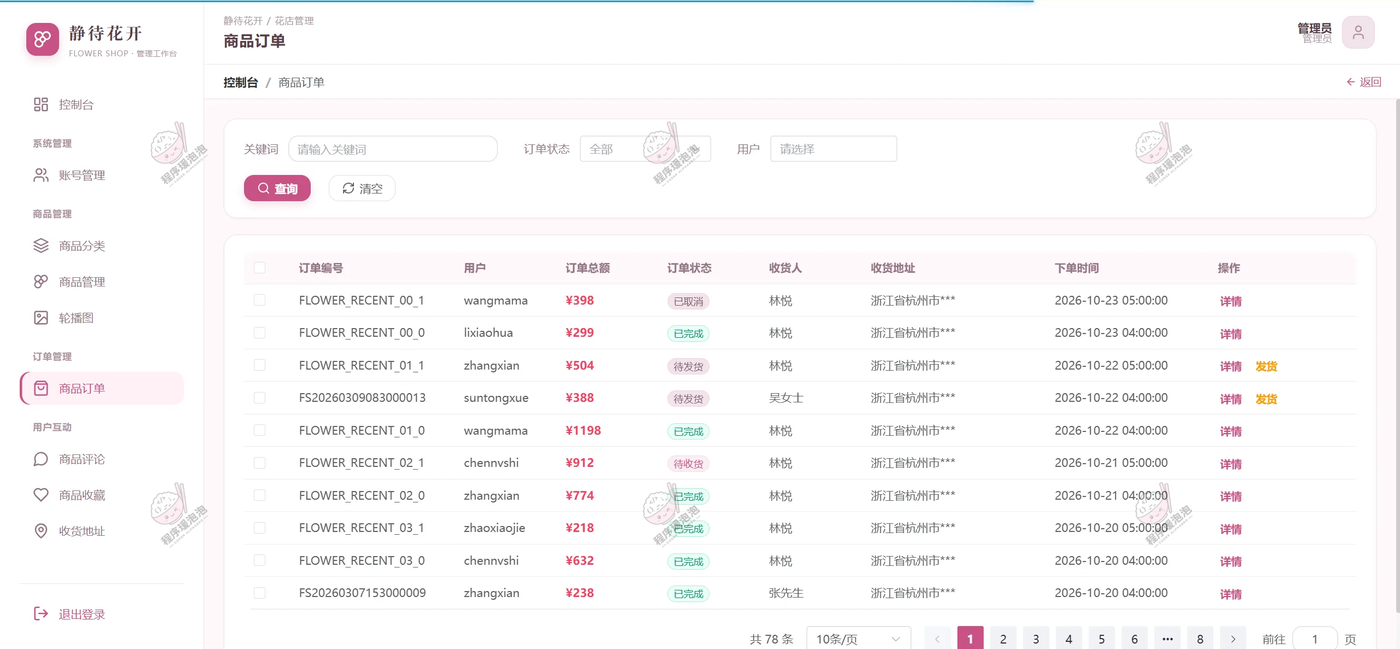 静待花开
FLOWER SHOP · 管理工作台
控制台
系统管理
账号管理
商品管理
商品分类
商品管理
轮播图
订单管理
商品订单
用户互动
商品评论
商品收藏
收货地址
退出登录
静待花开 / 花店管理
商品订单
管理员
管理员
控制台 / 商品订单
返回
关键词 请输入关键词 订单状态 全部 用户 请选择
查询 清空
订单编号 用户 订单总额 订单状态 收货人 收货地址 下单时间 操作
FLOWER_RECENT_00_1 wangmama ¥398 已取消 林悦 浙江省杭州市*** 2026-10-23 05:00:00 详情
FLOWER_RECENT_00_0 lixiaohua ¥299 已完成 林悦 浙江省杭州市*** 2026-10-23 04:00:00 详情
FLOWER_RECENT_01_1 zhangxian ¥504 待发货 林悦 浙江省杭州市*** 2026-10-22 05:00:00 详情 发货
FS20260309083000013 suntongxue ¥388 待发货 吴女士 浙江省杭州市*** 2026-10-22 04:00:00 详情 发货
FLOWER_RECENT_01_0 wangmama ¥1198 已完成 林悦 浙江省杭州市*** 2026-10-22 04:00:00 详情
FLOWER_RECENT_02_1 chennvshi ¥912 待收货 林悦 浙江省杭州市*** 2026-10-21 05:00:00 详情
FLOWER_RECENT_02_0 zhangxian ¥774 已完成 林悦 浙江省杭州市*** 2026-10-21 04:00:00 详情
FLOWER_RECENT_03_1 zhaoxiaojie ¥218 已完成 林悦 浙江省杭州市*** 2026-10-20 05:00:00 详情
FLOWER_RECENT_03_0 chennvshi ¥632 已完成 林悦 浙江省杭州市*** 2026-10-20 04:00:00 详情
FS20260307153000009 zhangxian ¥238 已完成 张先生 浙江省杭州市*** 2026-10-20 04:00:00 详情
共 78 条 10条/页 1 2 3 4 5 6 ••• 8 前往 1 页